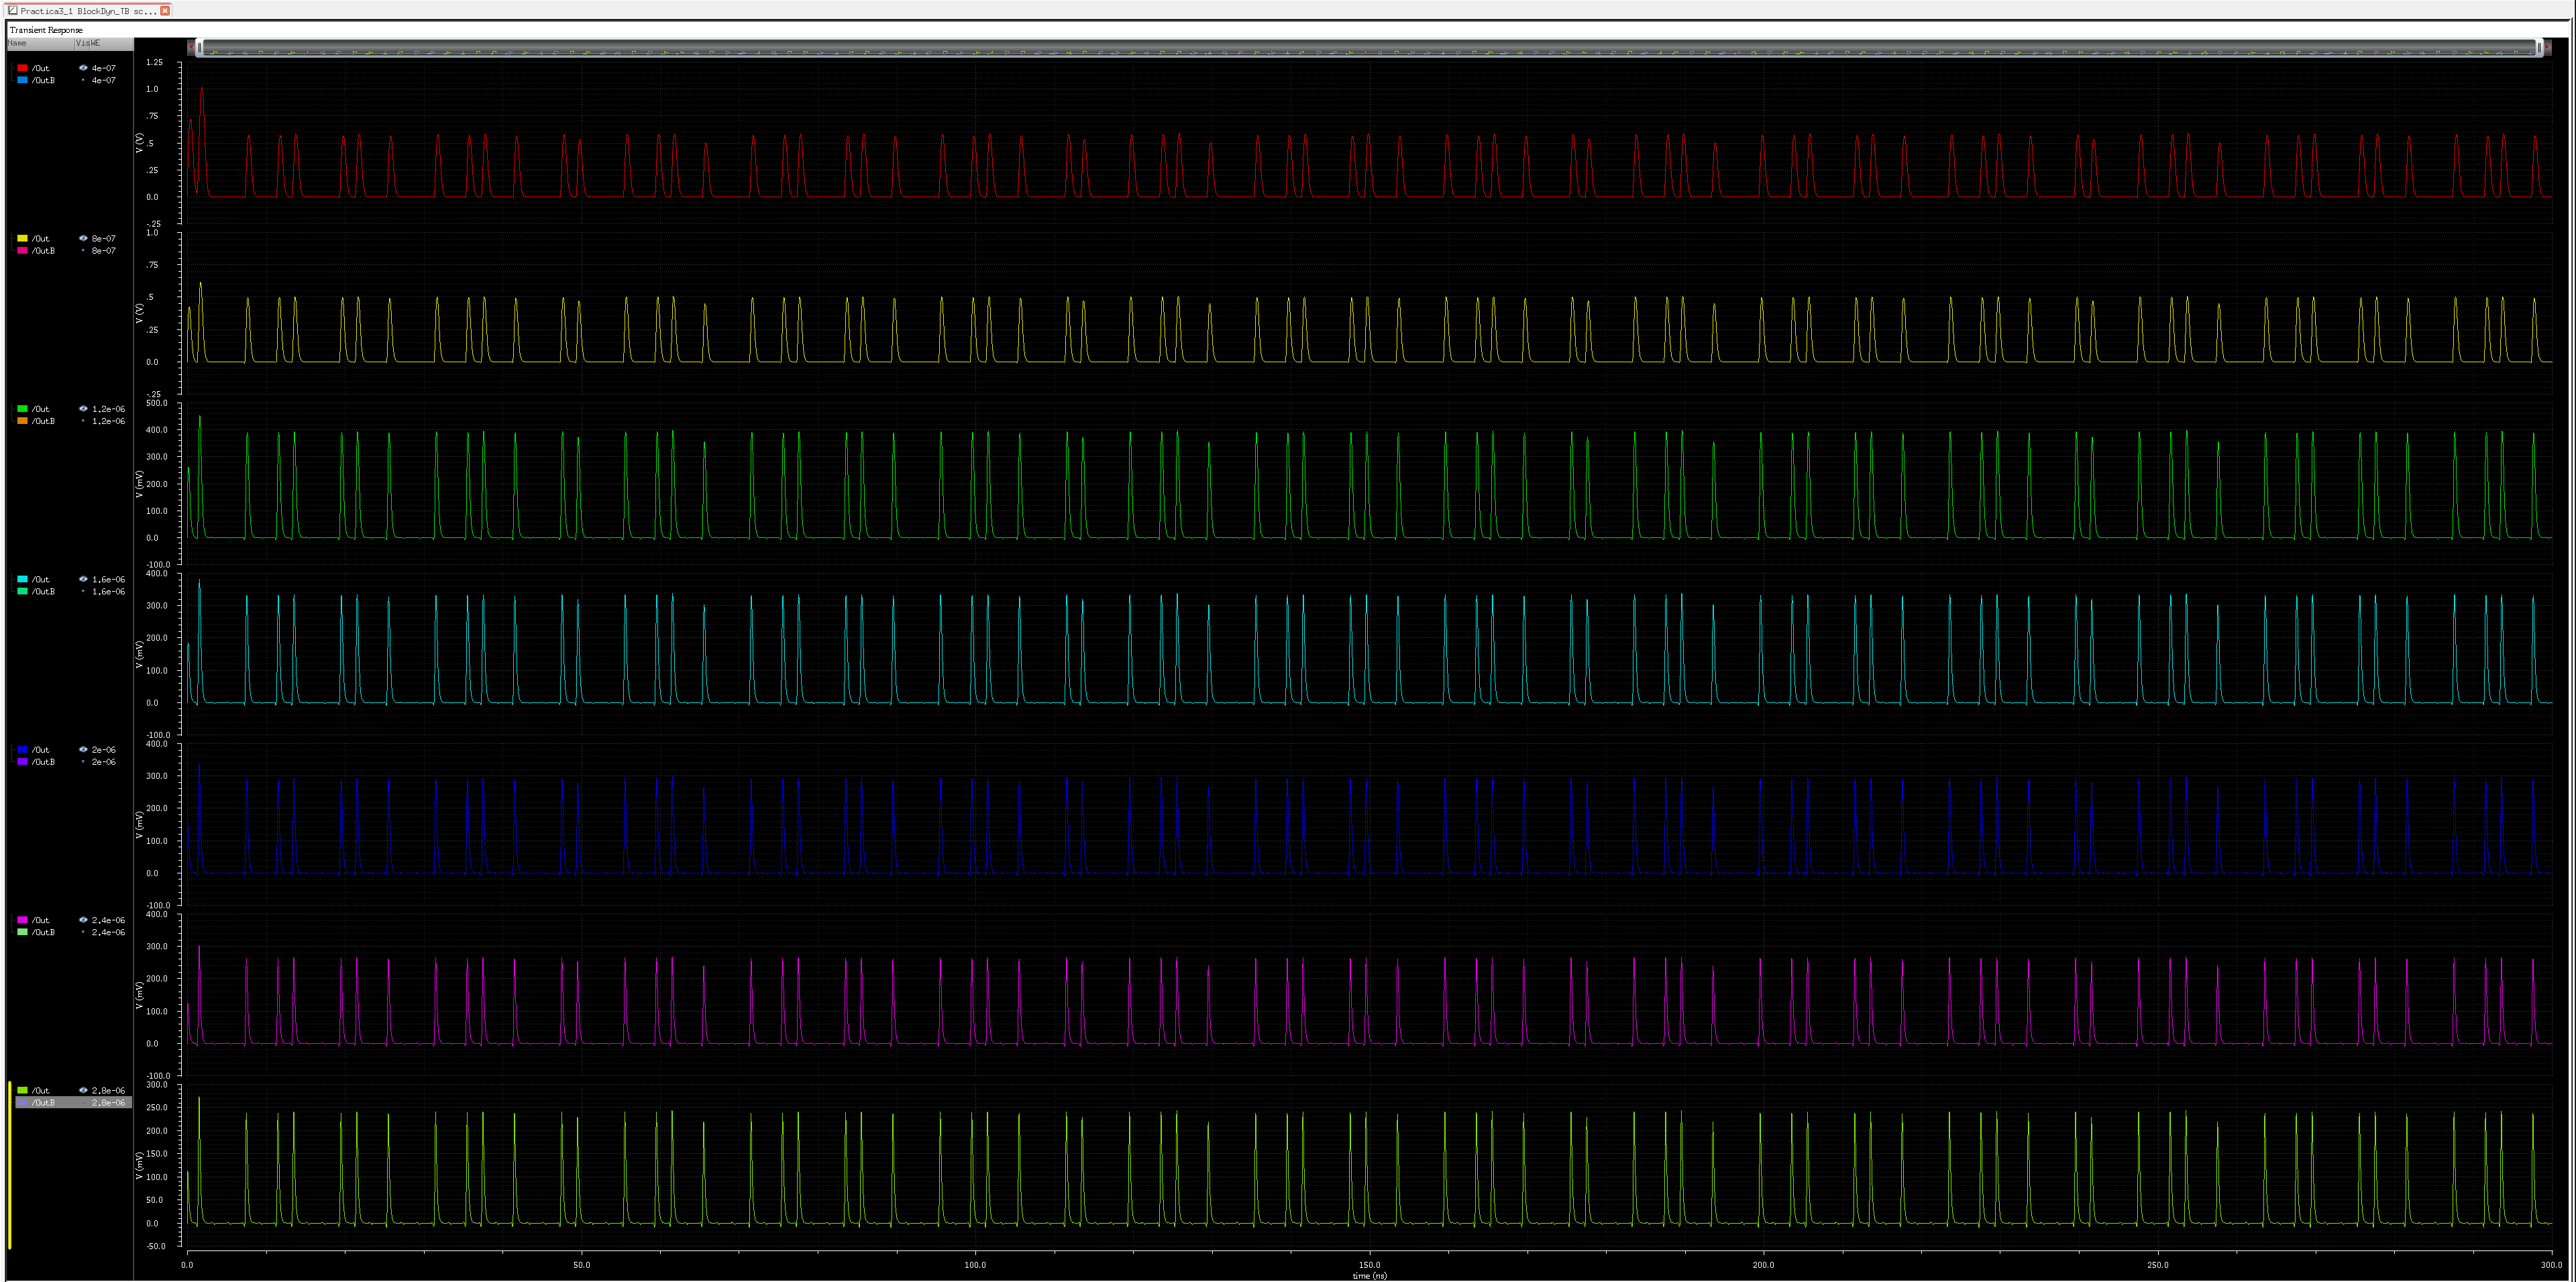 Practica3_1 BlockDyn_TB sc...
Transient Response
Name Vis WE
/Out 4e-07
/OutB 4e-07
1.25
1.0
.75
.5
.25
0.0
-.25
V (V)
/Out 8e-07
/OutB 8e-07
1.0
.75
.5
.25
0.0
-.25
V (V)
/Out 1.2e-06
/OutB 1.2e-06
500.0
400.0
300.0
200.0
100.0
0.0
-100.0
V (mV)
/Out 1.6e-06
/OutB 1.6e-06
400.0
300.0
200.0
100.0
0.0
-100.0
V (mV)
/Out 2e-06
/OutB 2e-06
400.0
300.0
200.0
100.0
0.0
-100.0
V (mV)
/Out 2.4e-06
/OutB 2.4e-06
400.0
300.0
200.0
100.0
0.0
-100.0
V (mV)
/Out 2.8e-06
/OutB 2.8e-06
300.0
250.0
200.0
150.0
100.0
50.0
0.0
-50.0
V (mV)
0.0 50.0 100.0 150.0 200.0 250.0 300.0
time (ns)